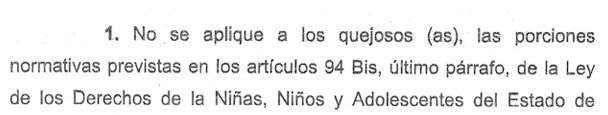 1. No se aplique a los quejosos (as), las porciones
normativas previstas en los artículos 94 Bis, último párrafo, de la Ley
de los Derechos de la Niñas, Niños y Adolescentes del Estado de